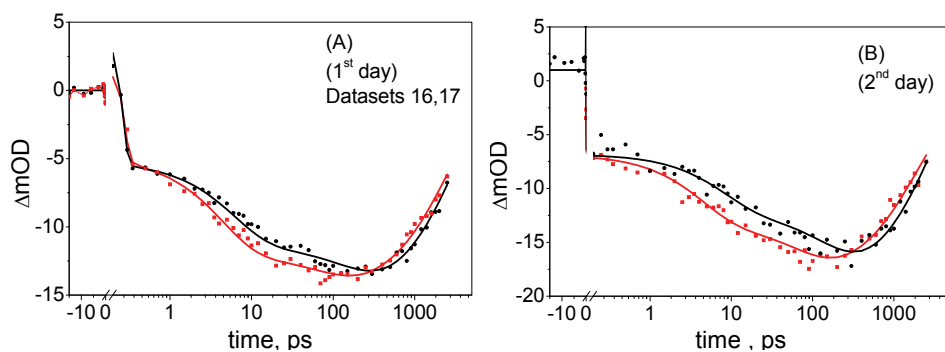 (A)
(1st day)
Datasets 16,17
5
0
-5
-10
-15
ΔmOD
-10 0 1 10 100 1000
time, ps
(B)
(2nd day)
5
0
-5
-10
-15
-20
ΔmOD
-10 0 1 10 100 1000
time , ps